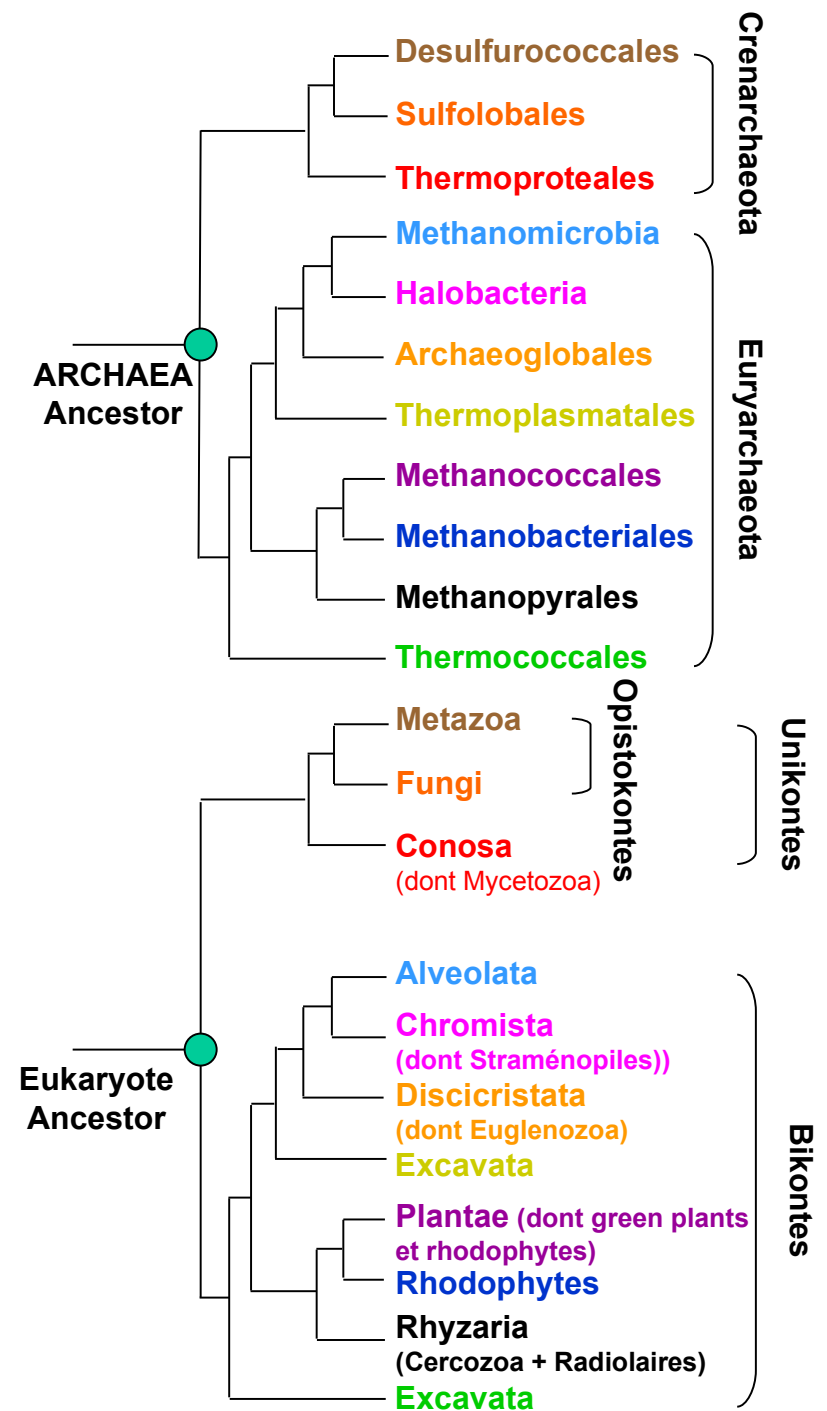 Desulfurococcales
Sulfolobales
Thermoproteales
Crenarchaeota
Methanomicrobia
Halobacteria
Archaeoglobales
Thermoplasmatales
Methanococcales
Methanobacteriales
Methanopyrales
Thermococcales
Euryarchaeota
ARCHAEA
Ancestor
Metazoa
Fungi
Opistokontes
Conosa
(dont Mycetozoa)
Unikontes
Alveolata
Chromista
(dont Straménopiles))
Discicristata
(dont Euglenozoa)
Excavata
Plantae (dont green plants
et rhodophytes)
Rhodophytes
Rhyzaria
(Cercozoa + Radiolaires)
Excavata
Bikontes
Eukaryote
Ancestor